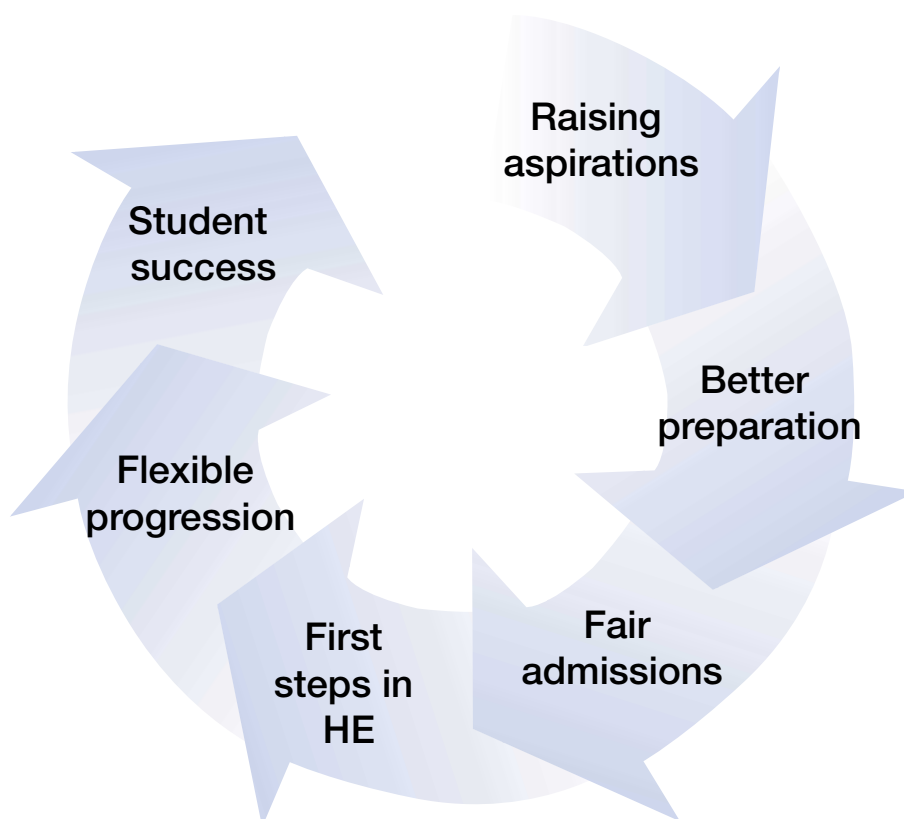 Raising
aspirations
Better
preparation
Fair
admissions
First
steps in
HE
Flexible
progression
Student
success